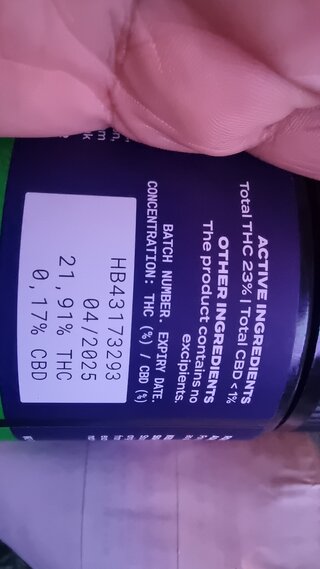 ACTIVE INGREDIENTS
Total THC 23% | Total CBD < 1%
OTHER INGREDIENTS
The product contains no
excipients.
BATCH NUMBER. EXPIRY DATE.
CONCENTRATION: THC (%) / CBD (%)
HB43173293
04/2025
21,91% THC
0,17% CBD